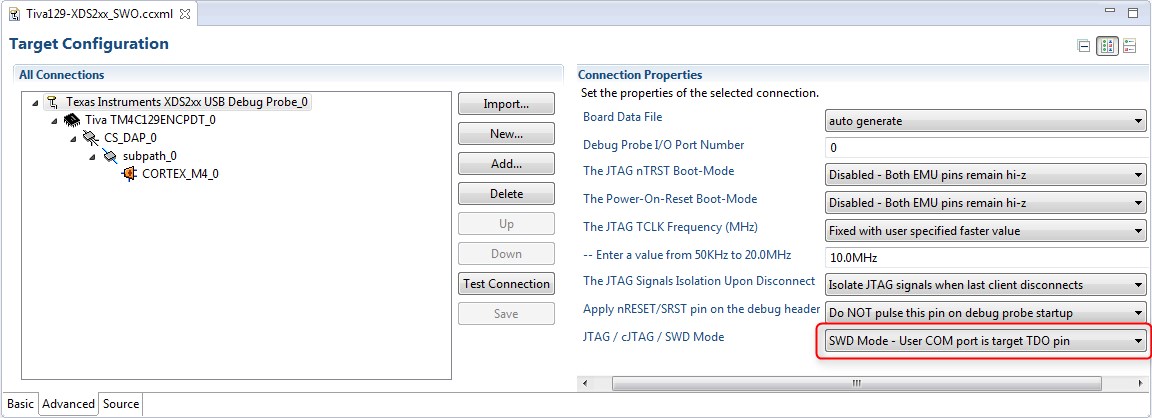 Tiva129-XDS2xx_SWO.ccxml
Target Configuration
All Connections
Texas Instruments XDS2xx USB Debug Probe_0
Tiva TM4C129ENCPDT_0
CS_DAP_0
subpath_0
CORTEX_M4_0
Import...
New...
Add...
Delete
Up
Down
Test Connection
Save
Connection Properties
Set the properties of the selected connection.
Board Data File auto generate
Debug Probe I/O Port Number 0
The JTAG nTRST Boot-Mode Disabled - Both EMU pins remain hi-z
The Power-On-Reset Boot-Mode Disabled - Both EMU pins remain hi-z
The JTAG TCLK Frequency (MHz) Fixed with user specified faster value
-- Enter a value from 50KHz to 20.0MHz 10.0MHz
The JTAG Signals Isolation Upon Disconnect Isolate JTAG signals when last client disconnects
Apply nRESET/SRST pin on the debug header Do NOT pulse this pin on debug probe startup
JTAG / cJTAG / SWD Mode SWD Mode - User COM port is target TDO pin
Basic Advanced Source